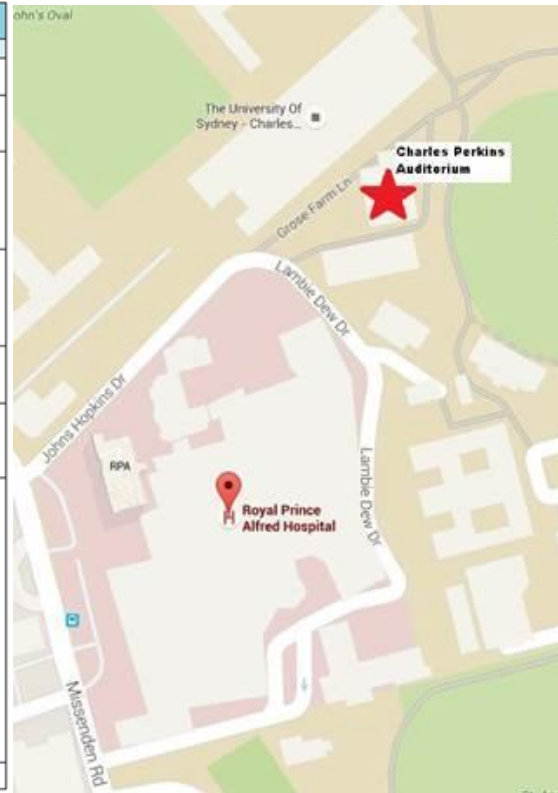 ohn's Oval
The University Of
Sydney - Charles...
Charles Perkins
Auditorium
Grose Farm Ln
Lambie Dew Dr
Johns Hopkins Dr
RPA
Lambie Dew Dr
H
Royal Prince
Alfred Hospital
Missenden Rd